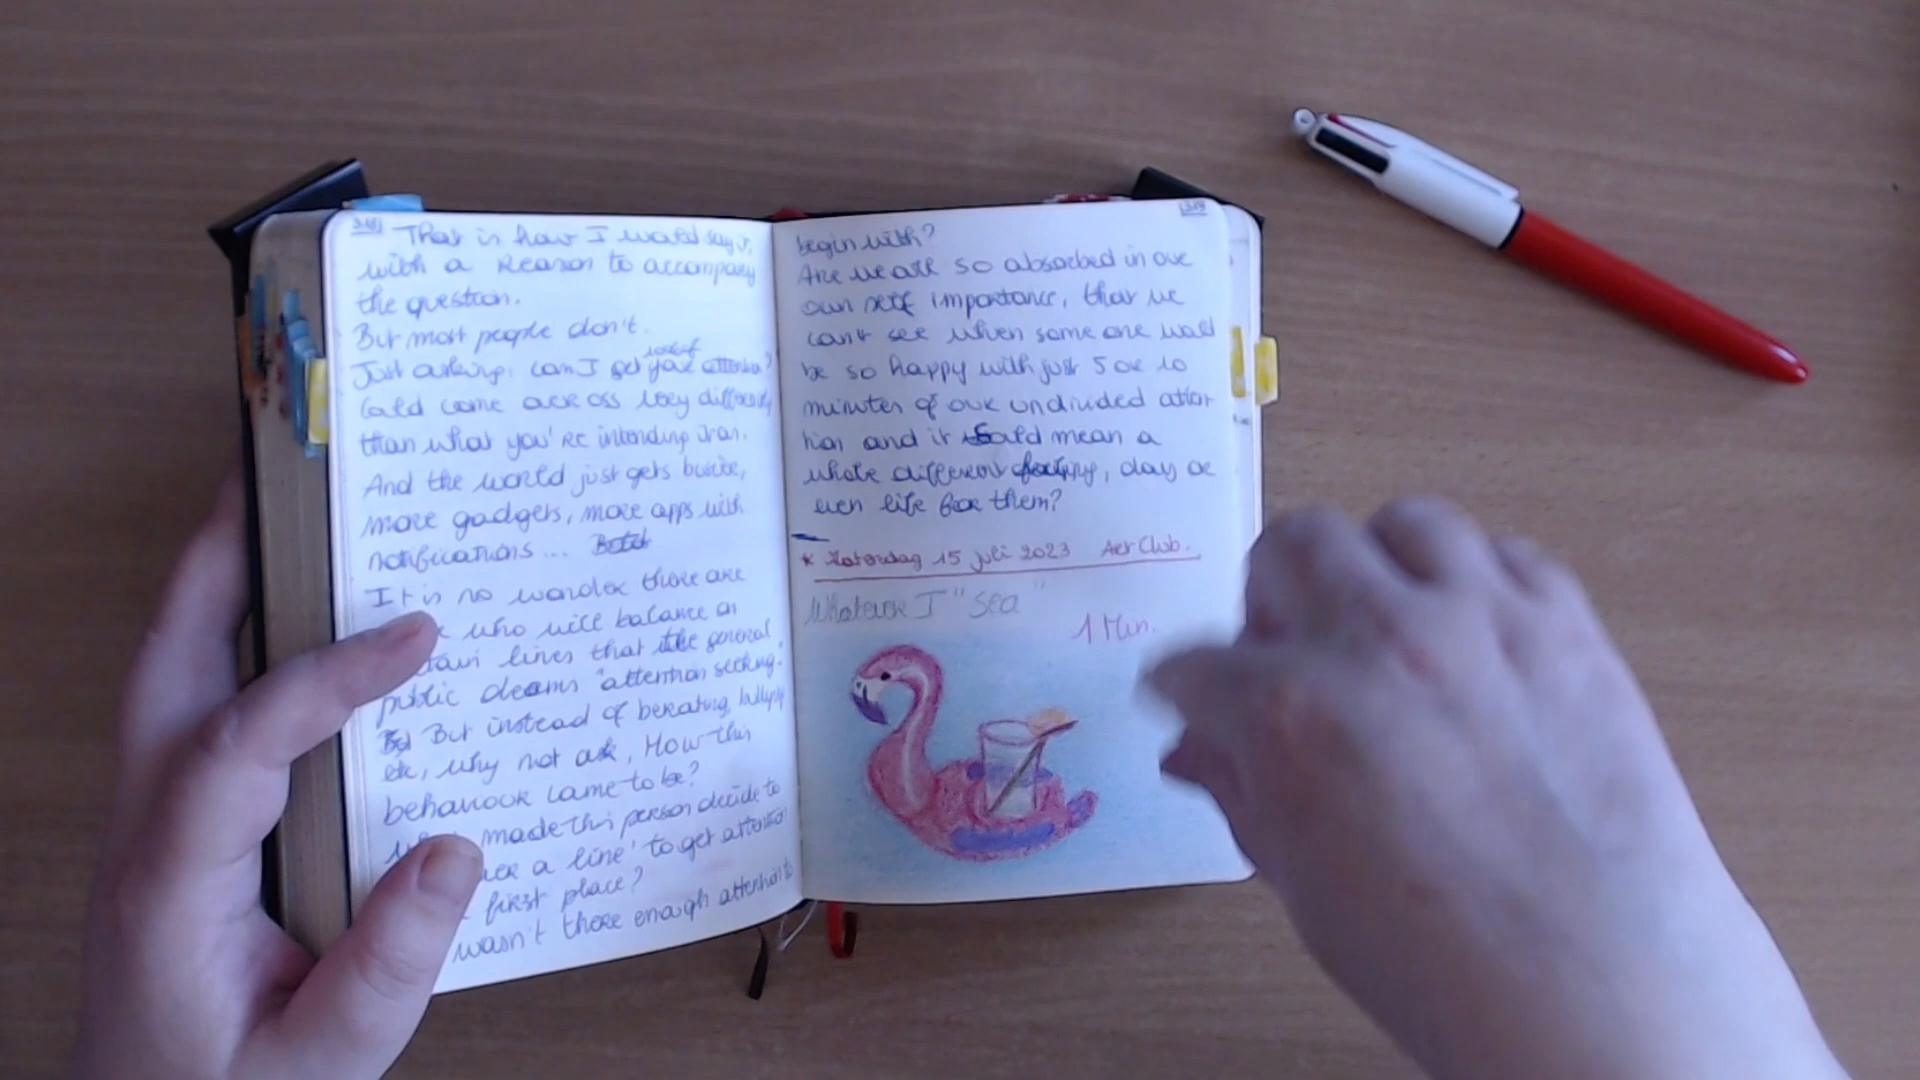 318
That is how I would say it,
with a Reason to accompany
the question.
But most people don't.
Just asking: can I get some of your attention?
Could come across very differently
than what you're intending
And the world just gets busier,
more gadgets, more apps with
notifications...
It is no wonder there are
who will balance on
lines that the general
public deems "attention seeking."
But instead of berating, bullying
etc, why not ask, How this
behaviour came to be?
made this person decide to
a line' to get attention
first place?
wasn't there enough attention to
319
begin with?
Are we all so absorbed in our
own self importance, that we
can't see when some one would
be so happy with just 5 or 10
minutes of our undivided atten
tion and it could mean a
whole different , day or
even life for them?
* Zaterdag 15 juli 2023 Art Club.
Whatever I "Sea"
1 Min.